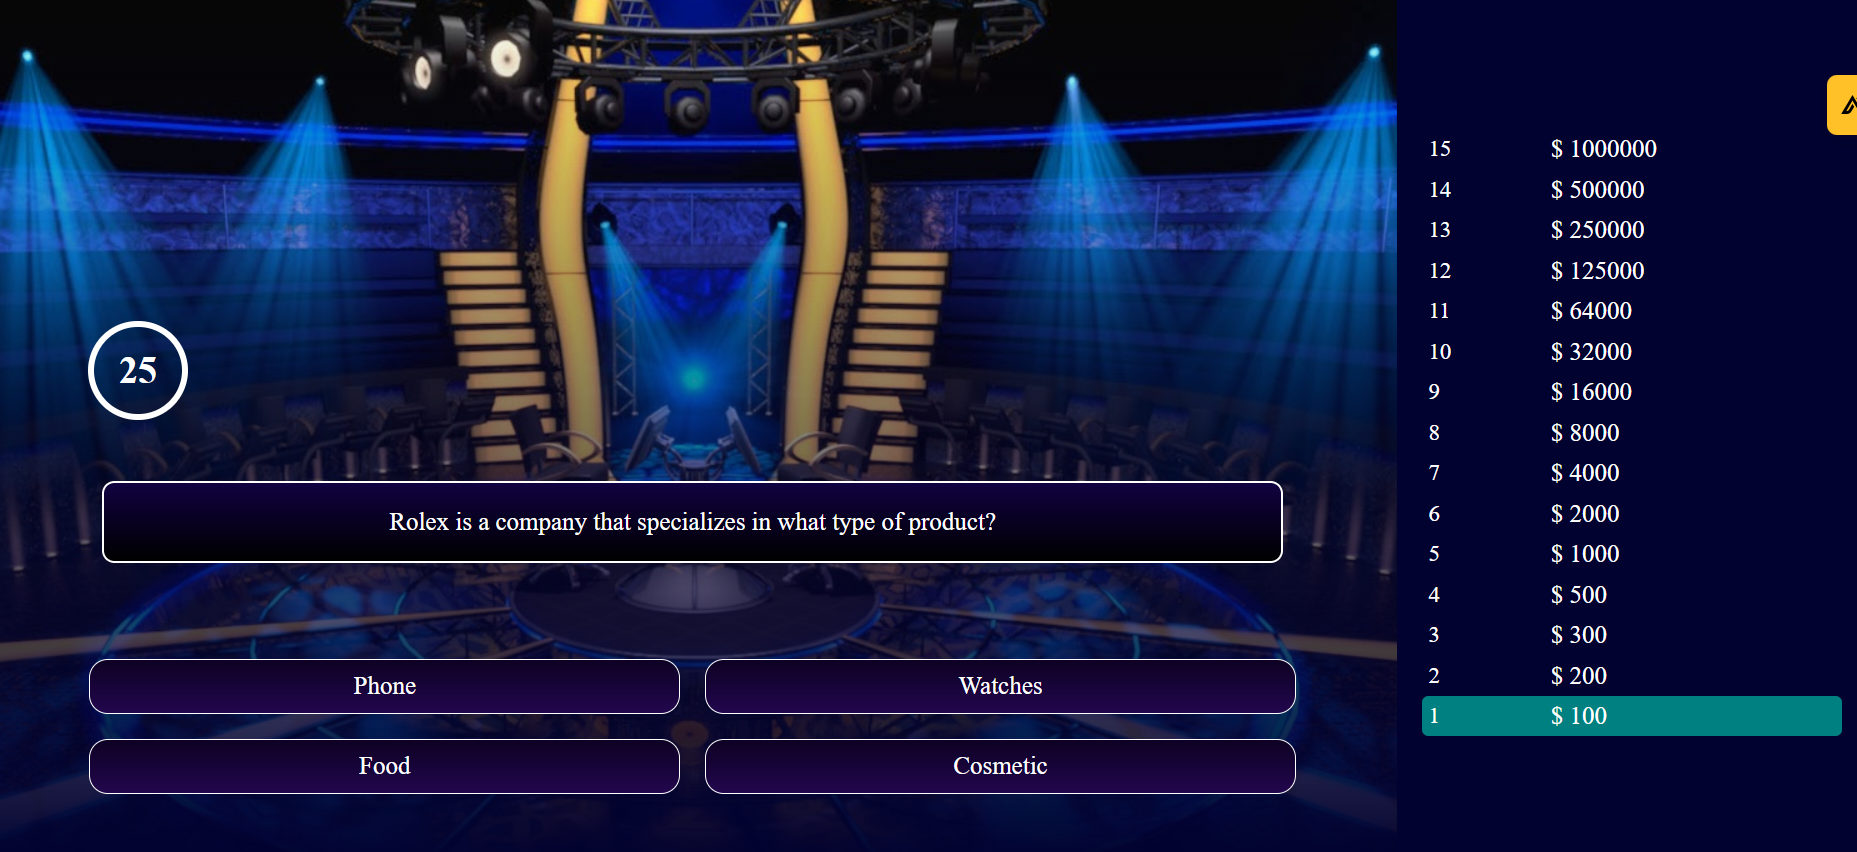 25
Rolex is a company that specializes in what type of product?
Phone
Watches
Food
Cosmetic
15 $ 1000000
14 $ 500000
13 $ 250000
12 $ 125000
11 $ 64000
10 $ 32000
9 $ 16000
8 $ 8000
7 $ 4000
6 $ 2000
5 $ 1000
4 $ 500
3 $ 300
2 $ 200
1 $ 100